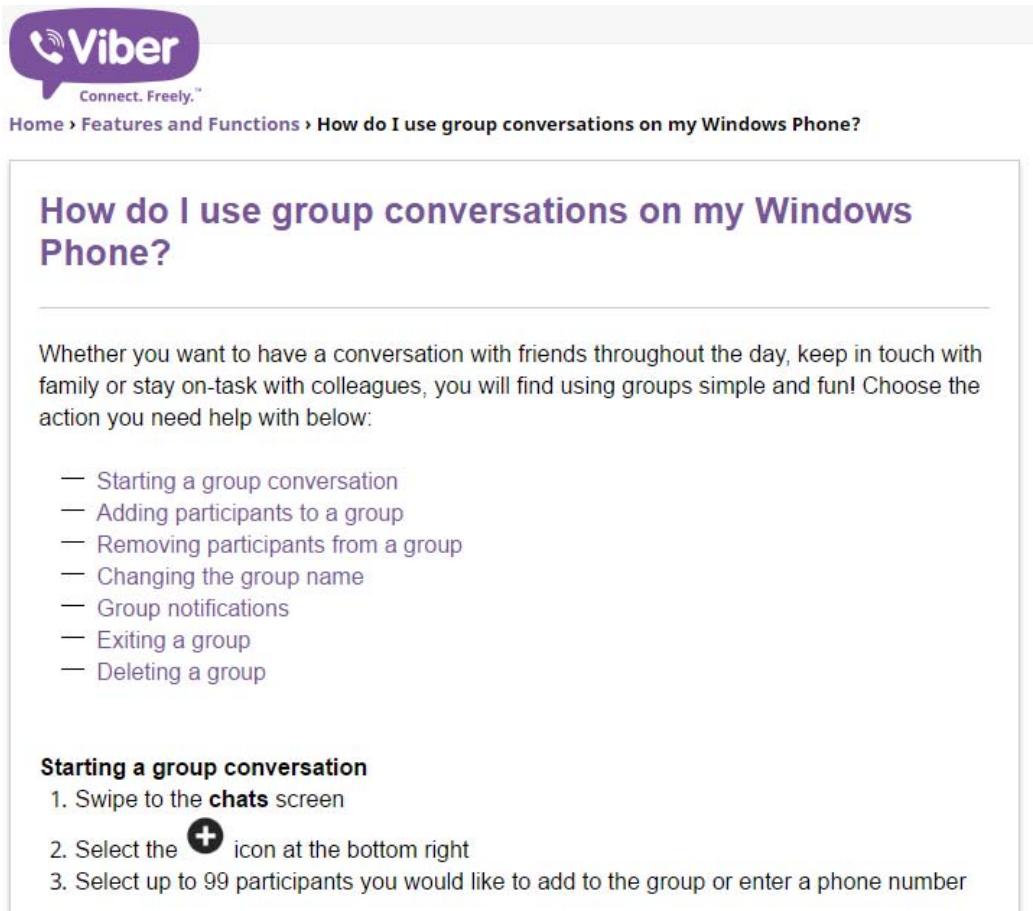 Viber
Connect. Freely.™
Home › Features and Functions › How do I use group conversations on my Windows Phone?
How do I use group conversations on my Windows
Phone?
Whether you want to have a conversation with friends throughout the day, keep in touch with
family or stay on-task with colleagues, you will find using groups simple and fun! Choose the
action you need help with below:
— Starting a group conversation
— Adding participants to a group
— Removing participants from a group
— Changing the group name
— Group notifications
— Exiting a group
— Deleting a group
Starting a group conversation
1. Swipe to the chats screen
2. Select the icon at the bottom right
3. Select up to 99 participants you would like to add to the group or enter a phone number